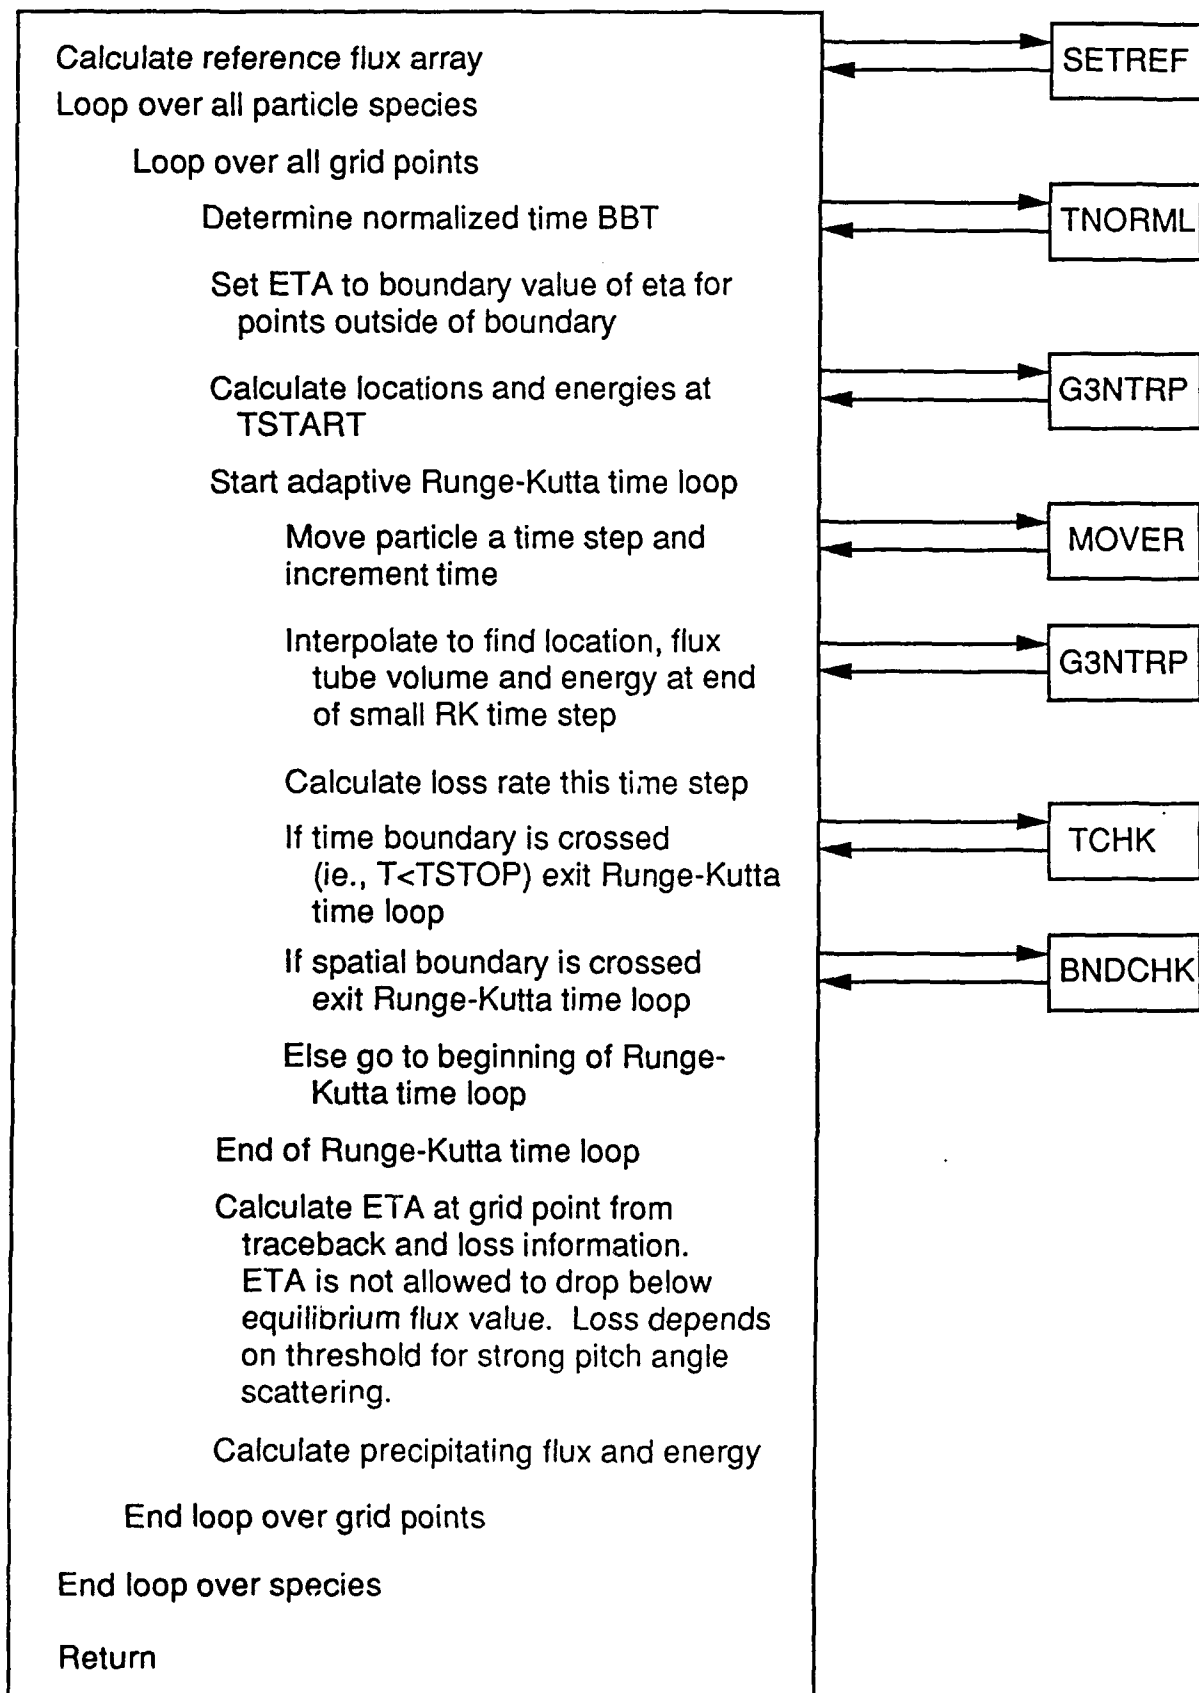 Calculate reference flux array
SETREF
Loop over all particle species
Loop over all grid points
Determine normalized time BBT
TNORML
Set ETA to boundary value of eta for
points outside of boundary
Calculate locations and energies at
TSTART
G3NTRP
Start adaptive Runge-Kutta time loop
Move particle a time step and
increment time
MOVER
Interpolate to find location, flux
tube volume and energy at end
of small RK time step
G3NTRP
Calculate loss rate this time step
If time boundary is crossed
(ie., T<TSTOP) exit Runge-Kutta
time loop
TCHK
If spatial boundary is crossed
exit Runge-Kutta time loop
BNDCHK
Else go to beginning of Runge-
Kutta time loop
End of Runge-Kutta time loop
Calculate ETA at grid point from
traceback and loss information.
ETA is not allowed to drop below
equilibrium flux value. Loss depends
on threshold for strong pitch angle
scattering.
Calculate precipitating flux and energy
End loop over grid points
End loop over species
Return